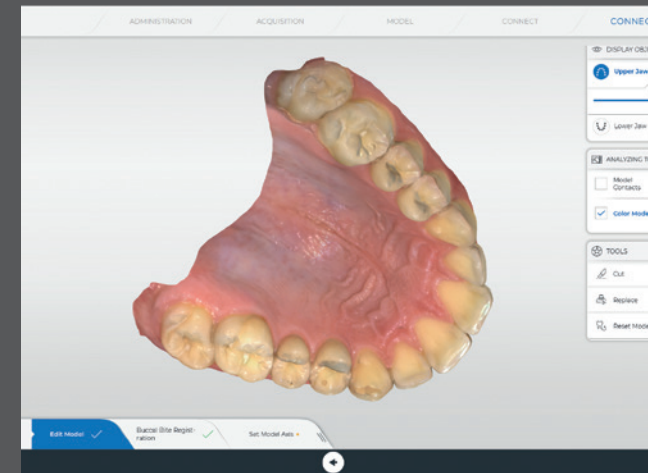 ADMINISTRATION
ACQUISITION
MODEL
CONNECT
CONNEC
DISPLAY OBJ
Upper Jaw
Lower Jaw
ANALYZING T
Model
Contacts
Color Mode
TOOLS
Cut
Replace
Reset Mode
Edit Model
Buccal Bite Regist-
ration
Set Model Axis